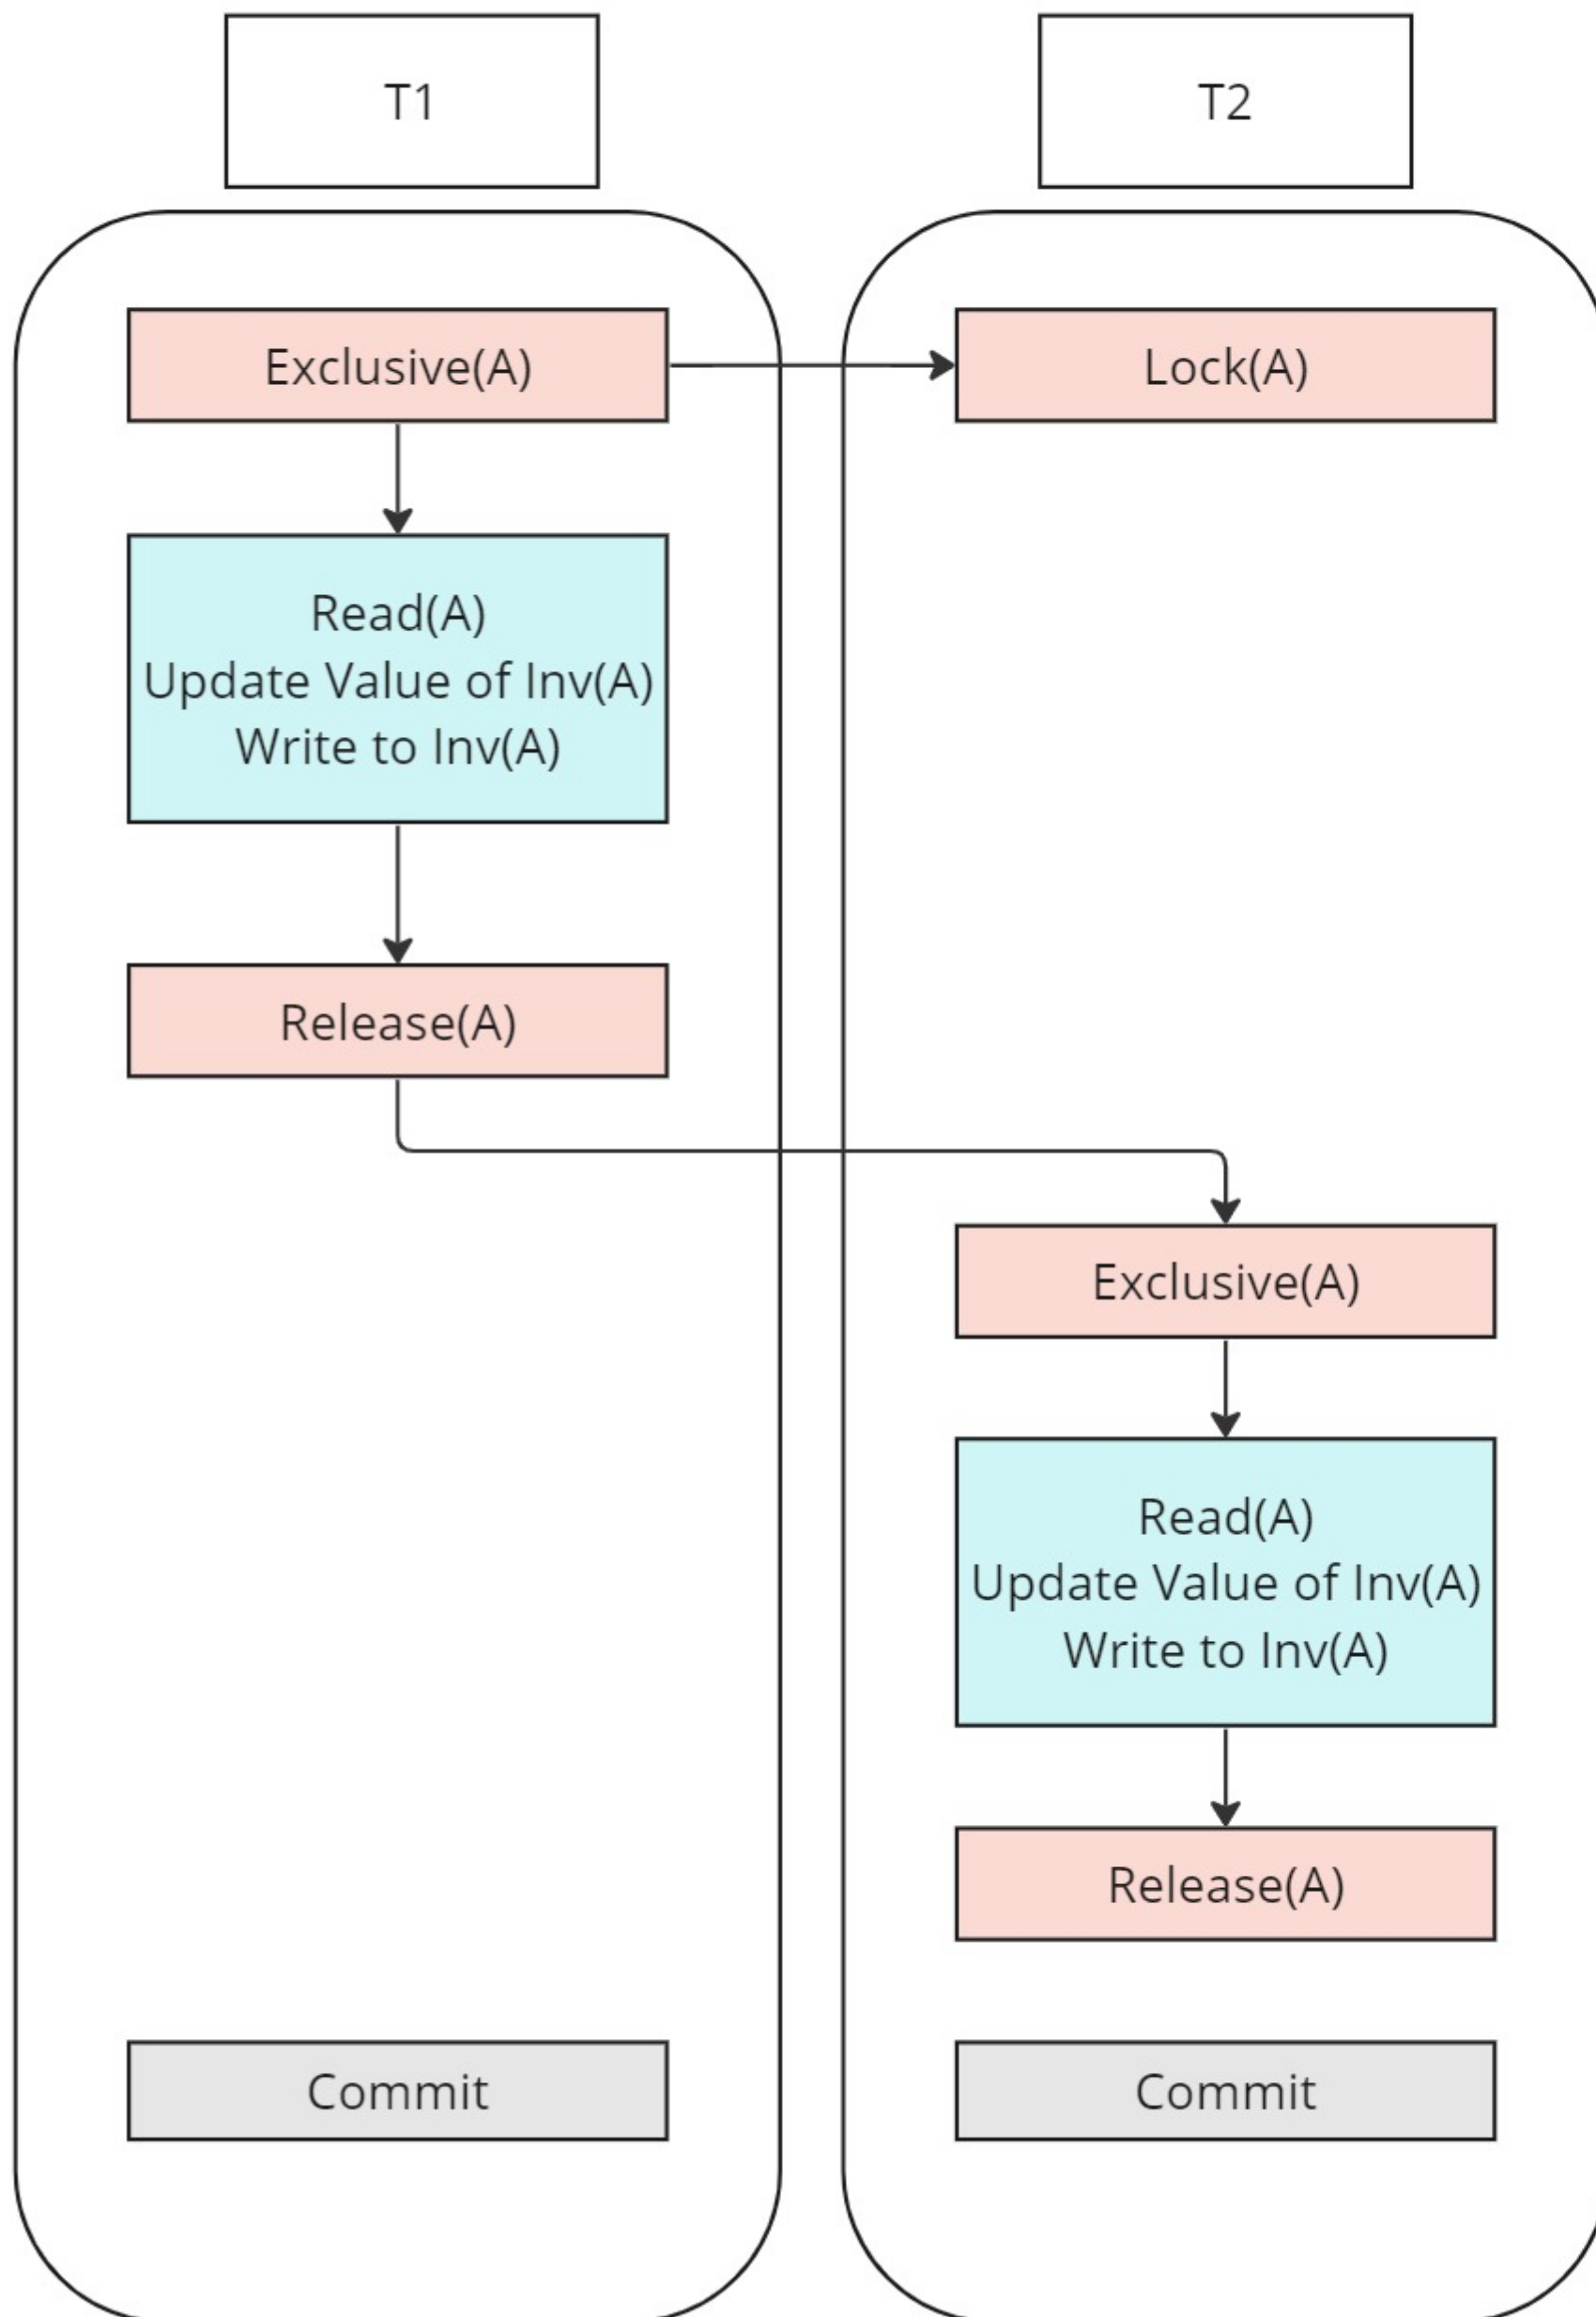 T1
T2
Exclusive(A)
Lock(A)
Read(A)
Update Value of Inv(A)
Write to Inv(A)
Release(A)
Exclusive(A)
Read(A)
Update Value of Inv(A)
Write to Inv(A)
Release(A)
Commit
Commit